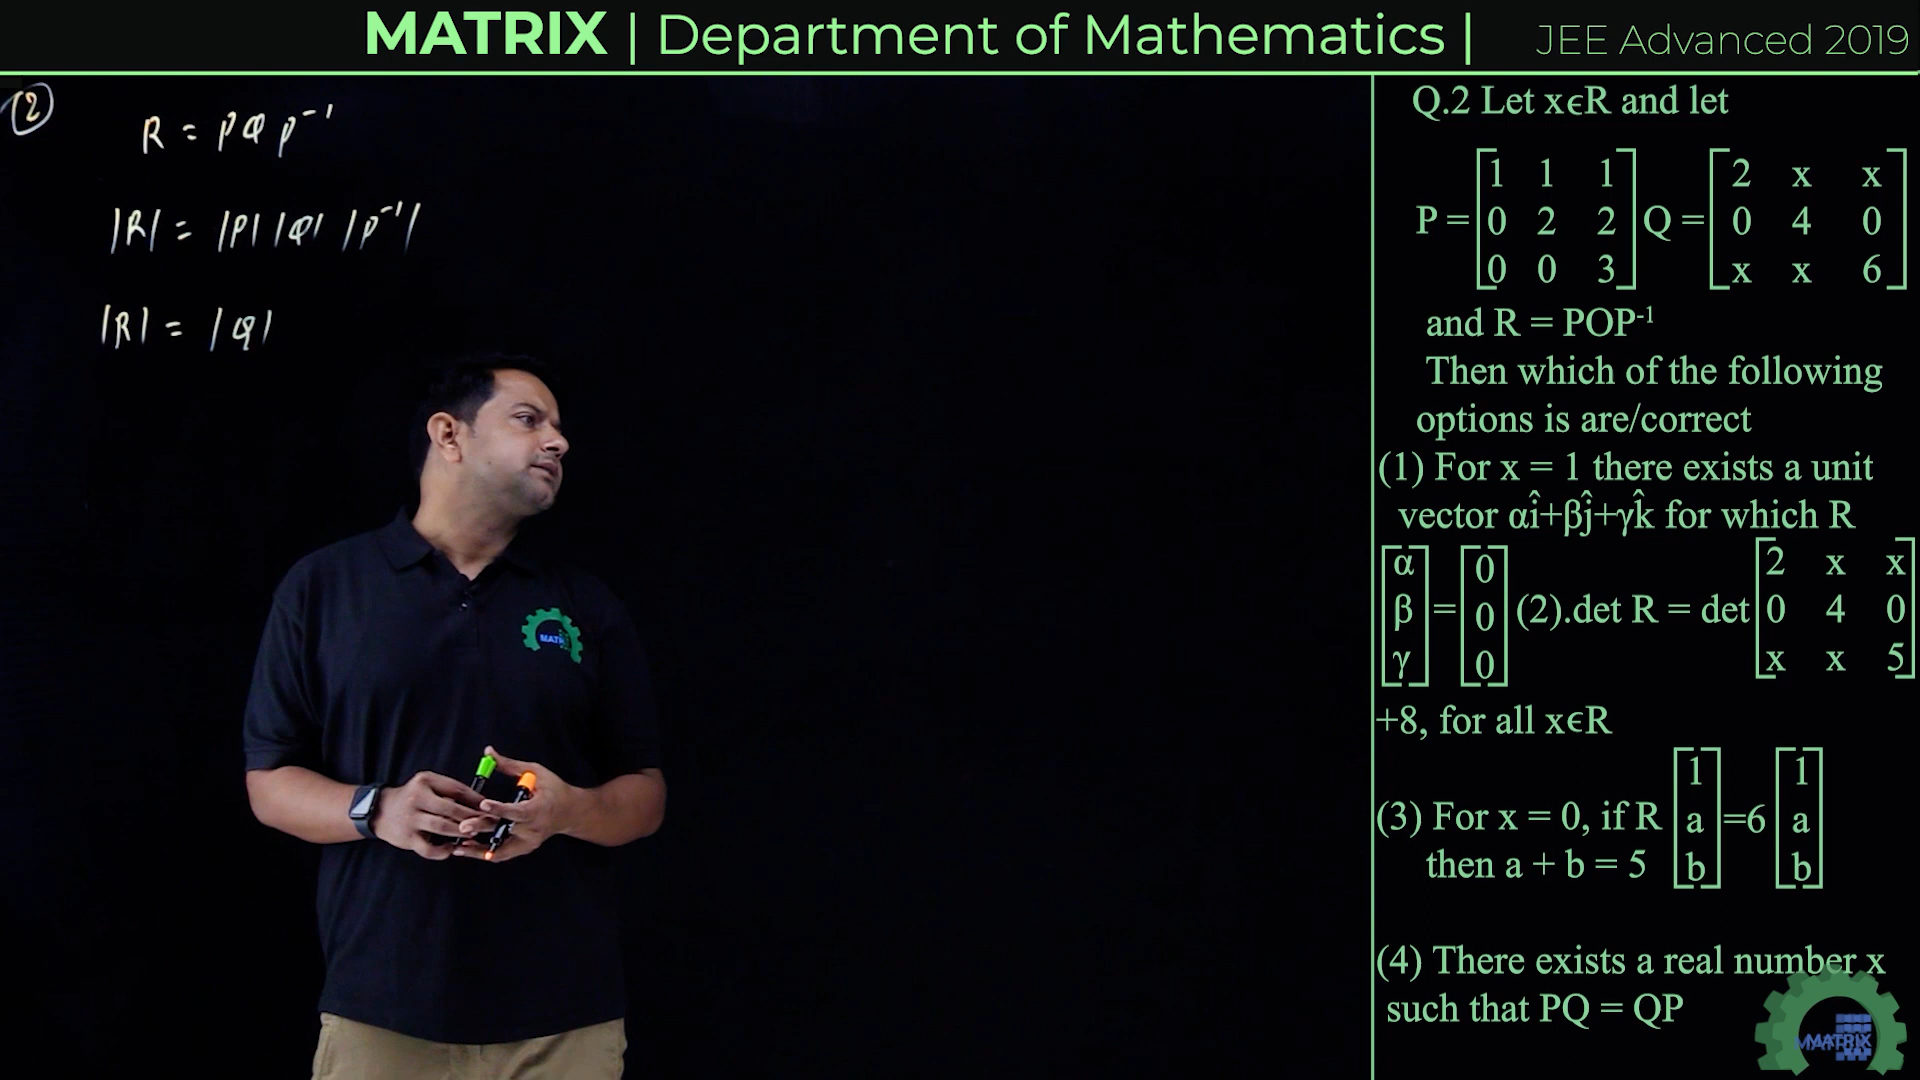 MATRIX | Department of Mathematics | JEE Advanced 2019
(2)
R = PQP⁻¹
|R| = |P| |Q| |P⁻¹|
|R| = |Q|
Q.2 Let xϵR and let
P = [1 1 1; 0 2 2; 0 0 3] Q = [2 x x; 0 4 0; x x 6]
and R = POP⁻¹
Then which of the following
options is are/correct
(1) For x = 1 there exists a unit
vector αî+βĵ+γk̂ for which R
[α; β; γ] = [0; 0; 0] (2).det R = det [2 x x; 0 4 0; x x 5]
+8, for all xϵR
(3) For x = 0, if R [1; a; b] =6 [1; a; b]
then a + b = 5
(4) There exists a real number x
such that PQ = QP
MATRIX